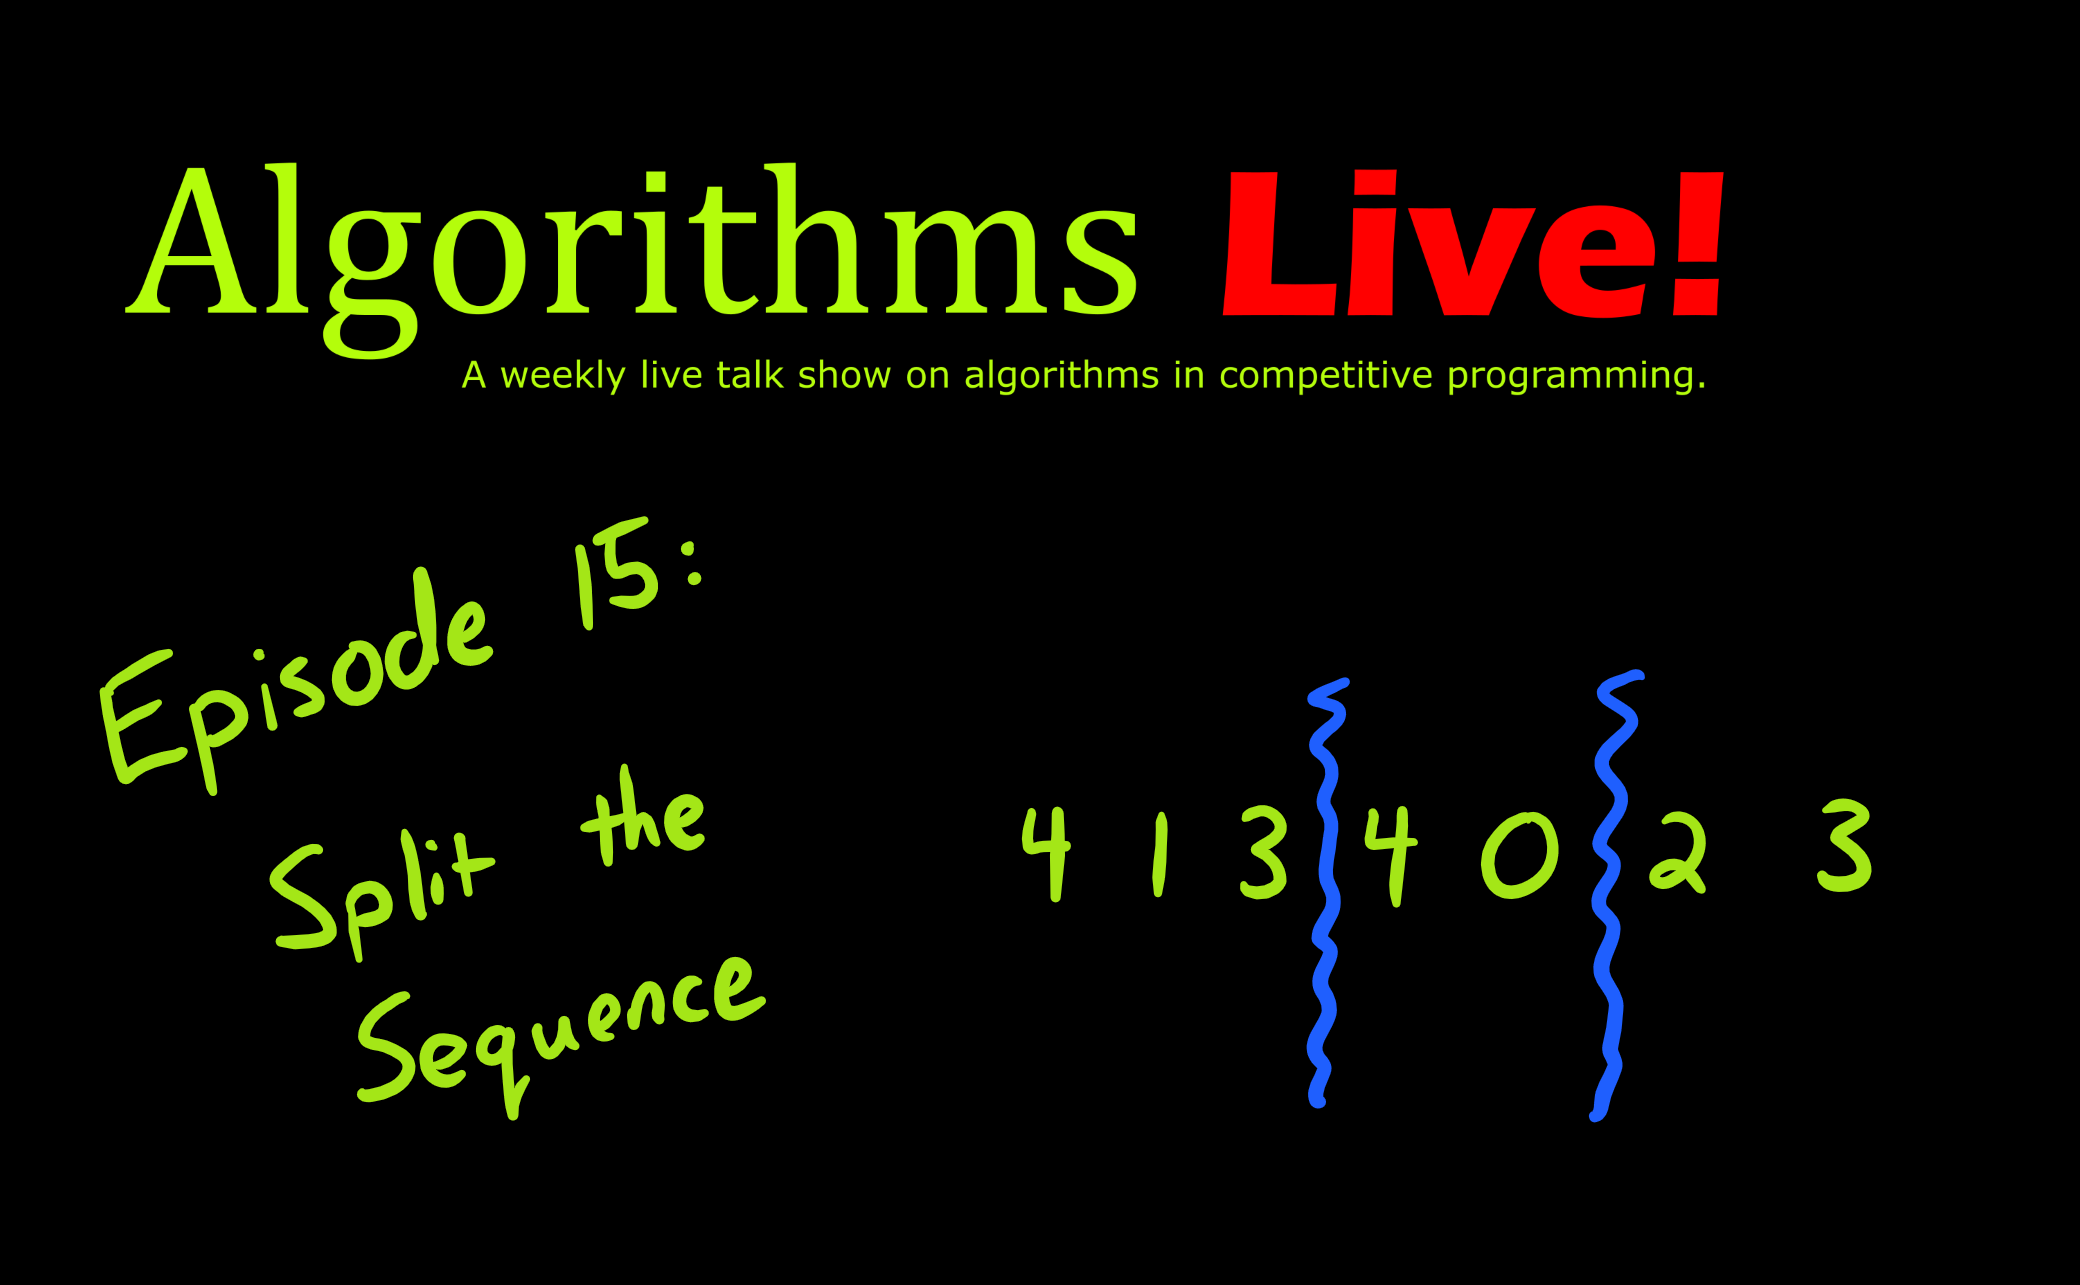 Algorithms Live!
A weekly live talk show on algorithms in competitive programming.
Episode 15:
Split the
Sequence
4 1 3 4 0 2 3